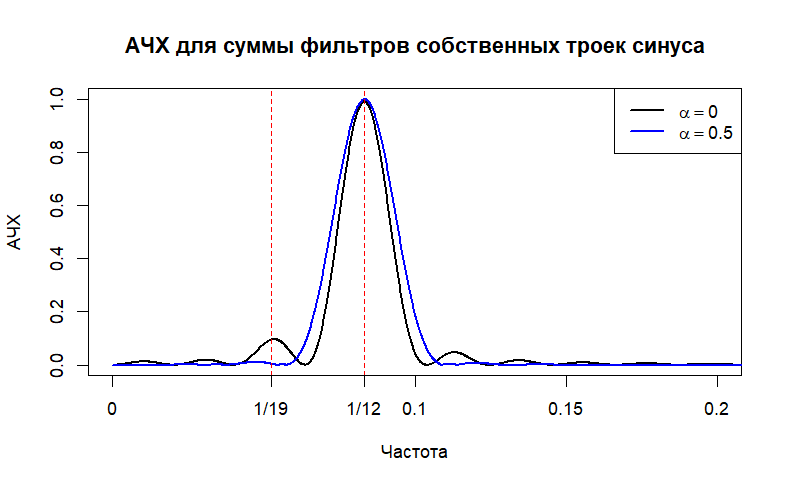 АЧХ для суммы фильтров собственных троек синуса
α = 0
α = 0.5
АЧХ
1.0
0.8
0.6
0.4
0.2
0.0
0 1/19 1/12 0.1 0.15 0.2
Частота